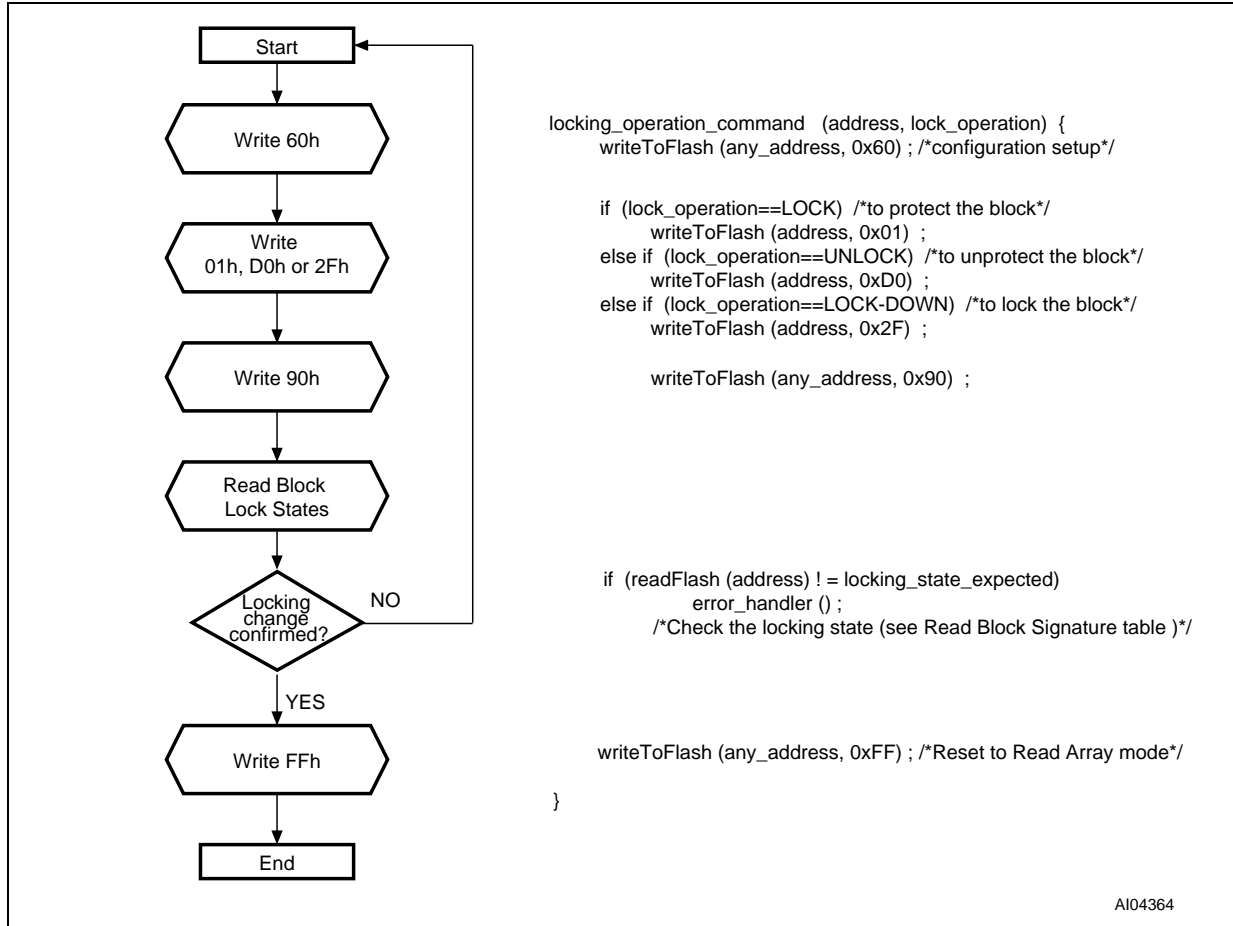 Start
Write 60h
Write
01h, D0h or 2Fh
Write 90h
Read Block
Lock States
Locking
change
confirmed?
NO
YES
Write FFh
End
locking_operation_command (address, lock_operation) {
writeToFlash (any_address, 0x60) ; /*configuration setup*/
if (lock_operation==LOCK) /*to protect the block*/
writeToFlash (address, 0x01) ;
else if (lock_operation==UNLOCK) /*to unprotect the block*/
writeToFlash (address, 0xD0) ;
else if (lock_operation==LOCK-DOWN) /*to lock the block*/
writeToFlash (address, 0x2F) ;
writeToFlash (any_address, 0x90) ;
if (readFlash (address) ! = locking_state_expected)
error_handler () ;
/*Check the locking state (see Read Block Signature table )*/
writeToFlash (any_address, 0xFF) ; /*Reset to Read Array mode*/
}
AI04364